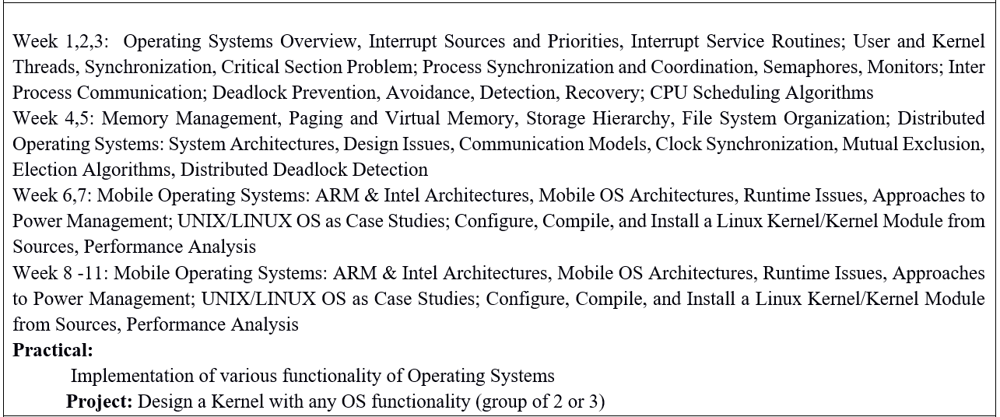 Week 1,2,3: Operating Systems Overview, Interrupt Sources and Priorities, Interrupt Service Routines; User and Kernel
Threads, Synchronization, Critical Section Problem; Process Synchronization and Coordination, Semaphores, Monitors; Inter
Process Communication; Deadlock Prevention, Avoidance, Detection, Recovery; CPU Scheduling Algorithms
Week 4,5: Memory Management, Paging and Virtual Memory, Storage Hierarchy, File System Organization; Distributed
Operating Systems: System Architectures, Design Issues, Communication Models, Clock Synchronization, Mutual Exclusion,
Election Algorithms, Distributed Deadlock Detection
Week 6,7: Mobile Operating Systems: ARM & Intel Architectures, Mobile OS Architectures, Runtime Issues, Approaches to
Power Management; UNIX/LINUX OS as Case Studies; Configure, Compile, and Install a Linux Kernel/Kernel Module from
Sources, Performance Analysis
Week 8 -11: Mobile Operating Systems: ARM & Intel Architectures, Mobile OS Architectures, Runtime Issues, Approaches
to Power Management; UNIX/LINUX OS as Case Studies; Configure, Compile, and Install a Linux Kernel/Kernel Module
from Sources, Performance Analysis
Practical:
Implementation of various functionality of Operating Systems
Project: Design a Kernel with any OS functionality (group of 2 or 3)